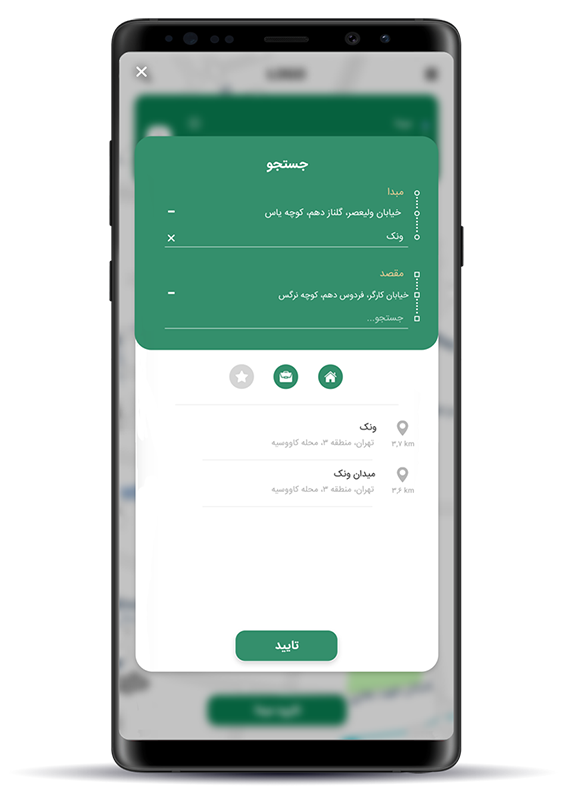 جستجو
مبدا
خیابان ولیعصر، گلناز دهم، کوچه یاس
ونک
مقصد
خیابان کارگر، فردوس دهم، کوچه نرگس
جستجو...
ونک
تهران، منطقه ۳، محله کاووسیه
۳,۷ km
میدان ونک
تهران، منطقه ۳، محله کاووسیه
۳,۶ km
تایید